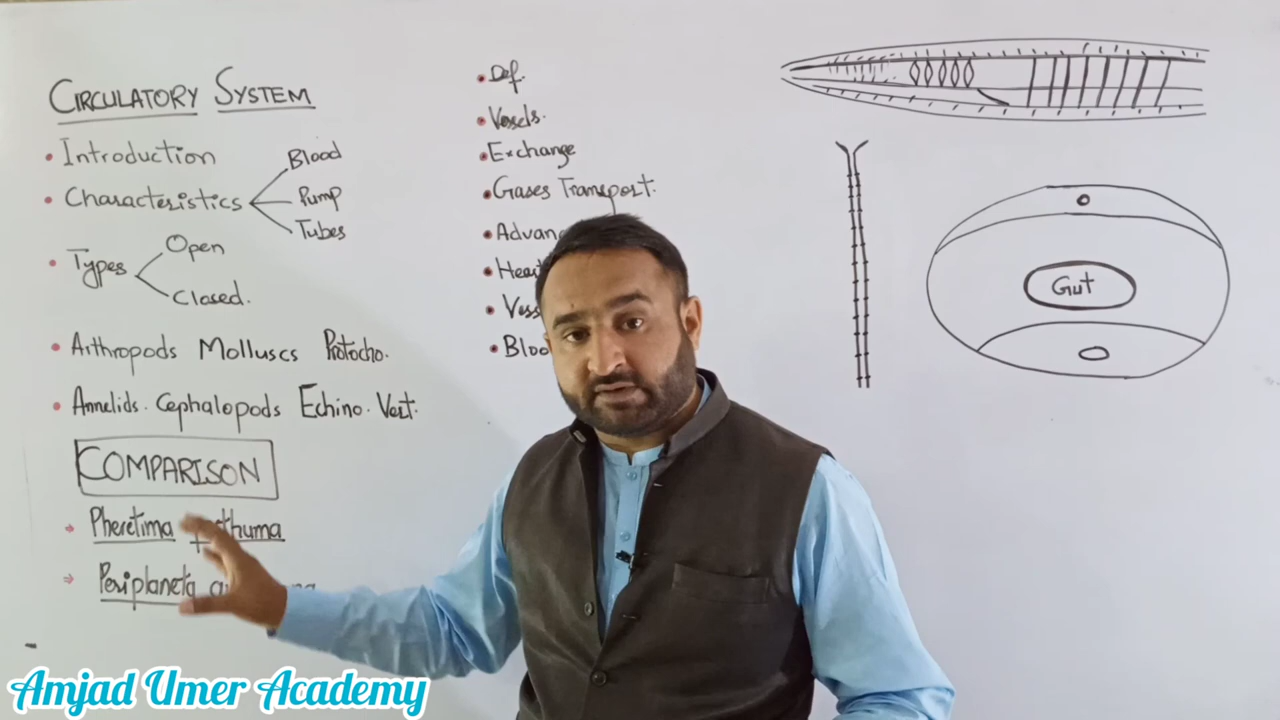 CIRCULATORY SYSTEM
• Introduction
• Characteristics
Blood
Pump
Tubes
• Types
Open
Closed.
• Arthropods Molluscs Protocho.
• Annelids. Cephalopods Echino. Vert.
COMPARISON
Pheretima
Periplaneta
• Def.
• Vessels.
• Exchange
• Gases Transport.
• Advan
• Heart
• Vess
• Bloo
Gut
Amjad Umer Academy